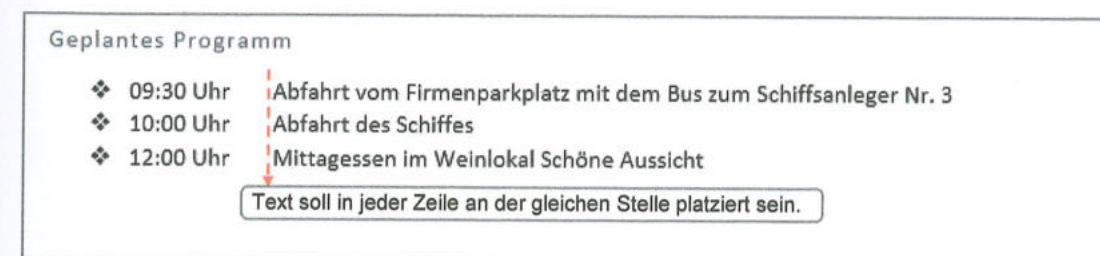 Geplantes Programm
❖ 09:30 Uhr Abfahrt vom Firmenparkplatz mit dem Bus zum Schiffsanleger Nr. 3
❖ 10:00 Uhr Abfahrt des Schiffes
❖ 12:00 Uhr Mittagessen im Weinlokal Schöne Aussicht
Text soll in jeder Zeile an der gleichen Stelle platziert sein.